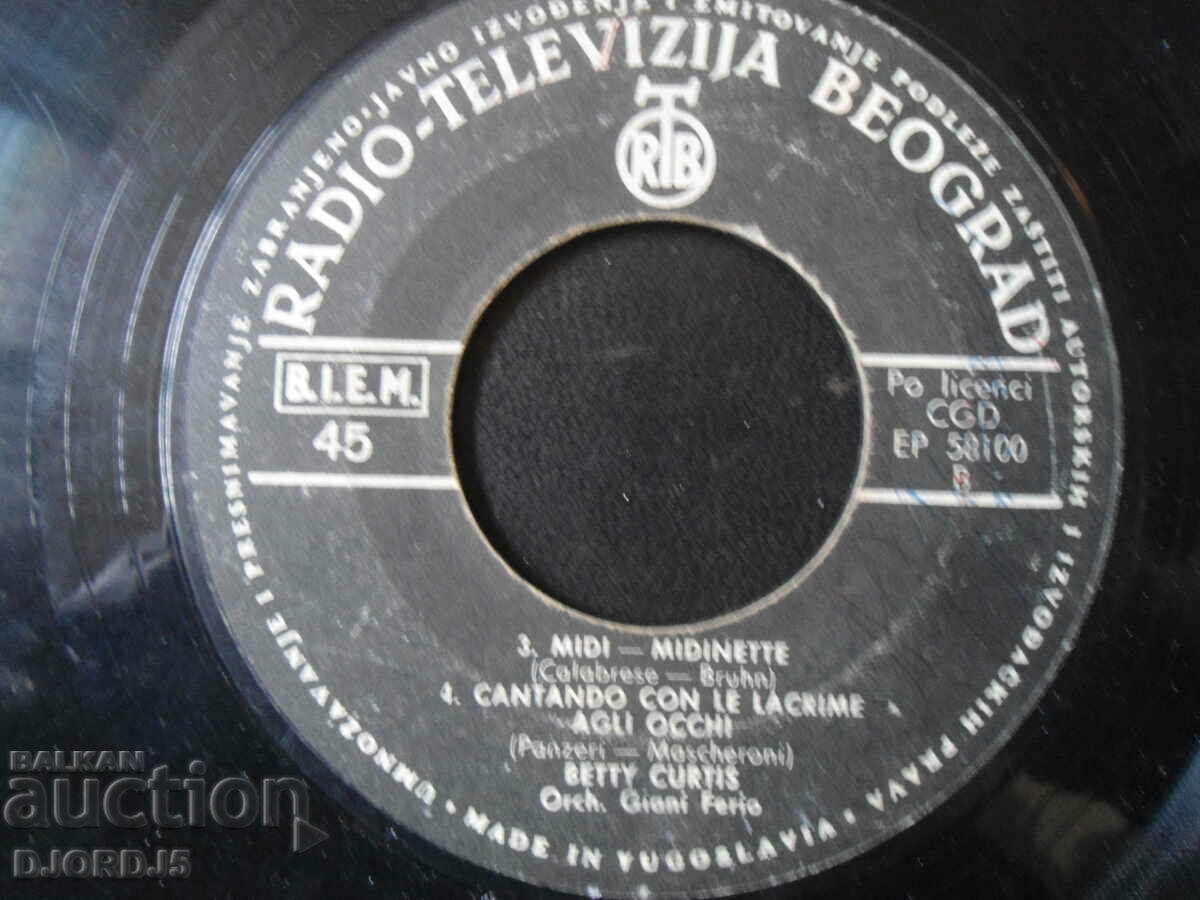 UMNOŽAVANJE I PRESNIMAVANJE ZABRANJENO. JAVNO IZVOĐENJE I EMITOVANJE PODLEŽE ZAŠTITI AUTORSKIH I IZVOĐAČKIH PRAVA
RADIO-TELEVIZIJA BEOGRAD
RTB
B.I.E.M.
45
Po licenci
CGD
EP 58100
B
3. MIDI — MIDINETTE
(Calabrese — Bruhn)
4. CANTANDO CON LE LACRIME
AGLI OCCHI
(Panzeri — Mascheroni)
BETTY CURTIS
Orch. Giani Ferio
• MADE IN YUGOSLAVIA •
BALKAN
auction
DJORDJ5